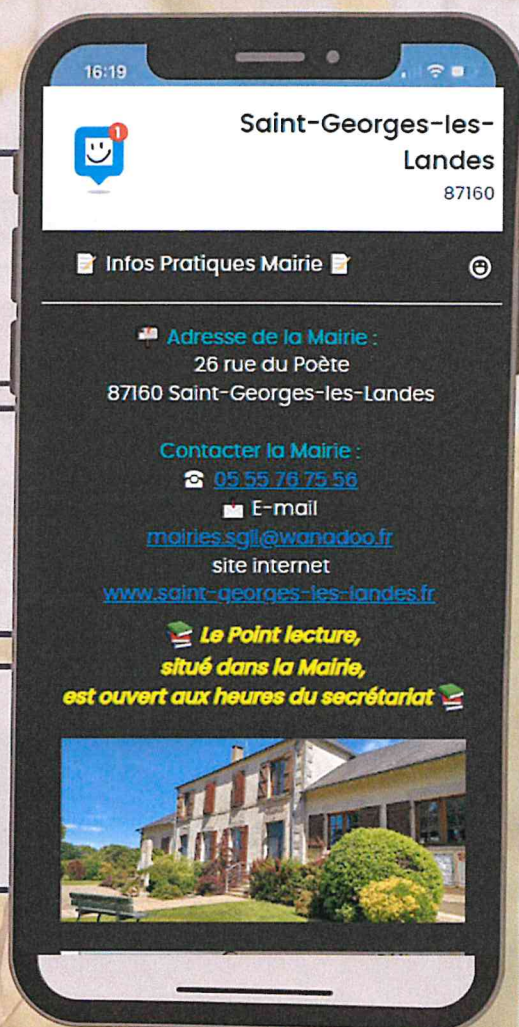 16:19
1
Saint-Georges-les-
Landes
87160
Infos Pratiques Mairie
Adresse de la Mairie :
26 rue du Poète
87160 Saint-Georges-les-Landes
Contacter la Mairie :
05 55 76 75 56
E-mail
mairies.sgll@wanadoo.fr
site internet
www.saint-georges-les-landes.fr
Le Point lecture,
situé dans la Mairie,
est ouvert aux heures du secrétariat